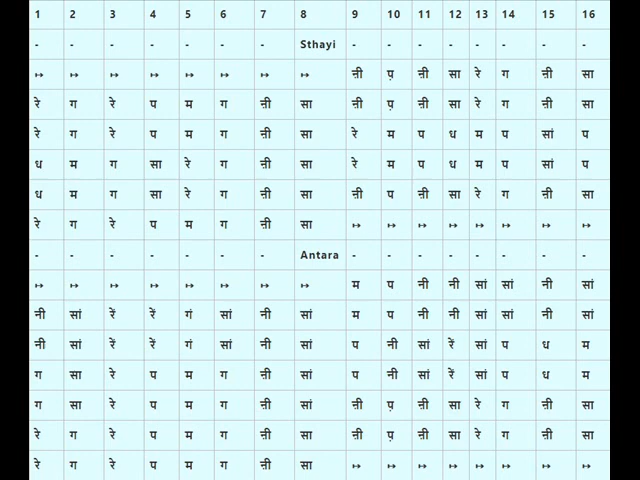 1 2 3 4 5 6 7 8 9 10 11 12 13 14 15 16
- - - - - - - Sthayi - - - - - - - -
↦ ↦ ↦ ↦ ↦ ↦ ↦ ↦ ऩी प़ ऩी सा रे ग ऩी सा
रे ग रे प म ग ऩी सा ऩी प़ ऩी सा रे ग ऩी सा
रे ग रे प म ग ऩी सा रे म प ध म प सां प
ध म ग सा रे ग ऩी सा रे म प ध म प सां प
ध म ग सा रे ग ऩी सा ऩी प ऩी सा रे ग ऩी सा
रे ग रे प म ग ऩी सा ↦ ↦ ↦ ↦ ↦ ↦ ↦ ↦
- - - - - - - Antara - - - - - - - -
↦ ↦ ↦ ↦ ↦ ↦ ↦ ↦ म प नी नी सां सां नी सां
नी सां रें रें गं सां नी सां म प नी नी सां सां नी सां
नी सां रें रें गं सां नी सां प नी सां रें सां प ध म
ग सा रे प म ग ऩी सां प नी सां रें सां प ध म
ग सा रे प म ग ऩी सां ऩी प़ ऩी सा रे ग ऩी सा
रे ग रे प म ग ऩी सा ऩी प़ ऩी सा रे ग ऩी सा
रे ग रे प म ग ऩी सा ↦ ↦ ↦ ↦ ↦ ↦ ↦ ↦